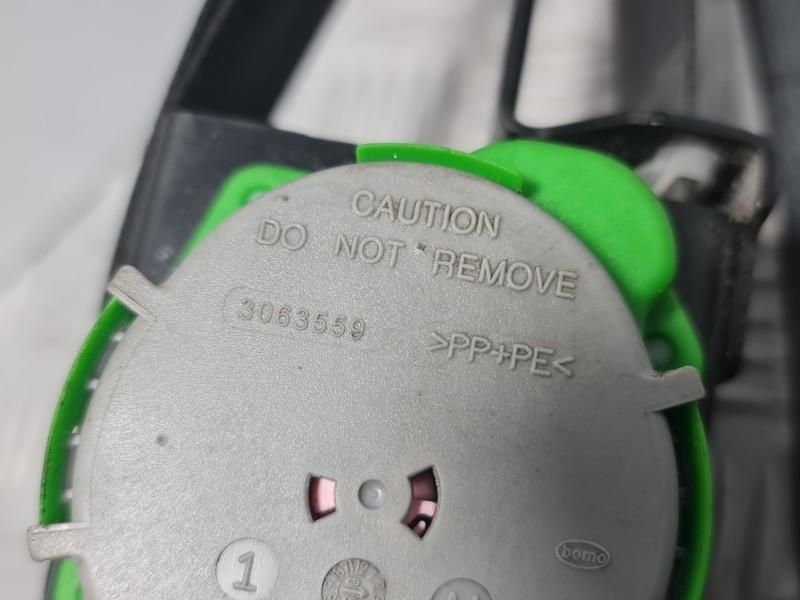 CAUTION
DO NOT REMOVE
3063559
>PP+PE<
bomo
1